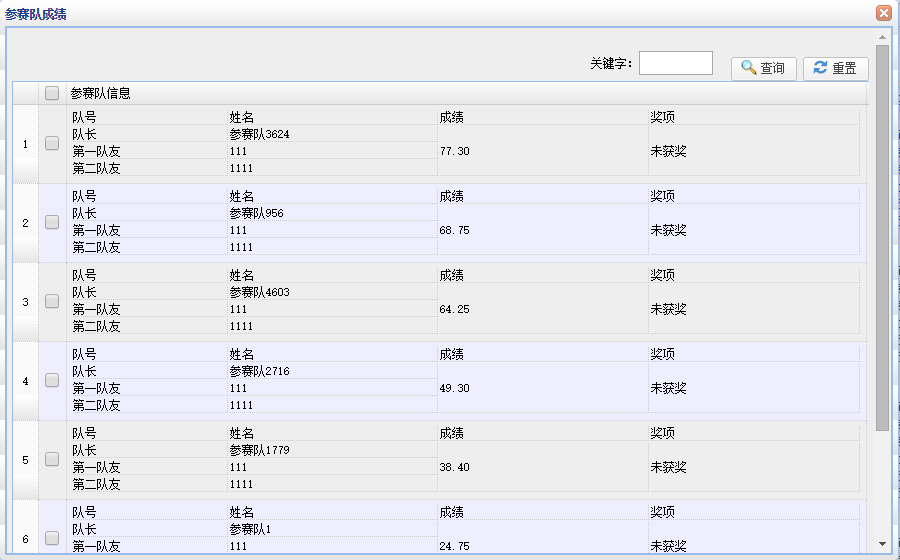 参赛队成绩
关键字: 查询 重置
参赛队信息
队号 姓名 成绩 奖项
队长 参赛队3624
1 第一队友 111 77.30 未获奖
第二队友 1111
队号 姓名 成绩 奖项
队长 参赛队956
2 第一队友 111 68.75 未获奖
第二队友 1111
队号 姓名 成绩 奖项
队长 参赛队4603
3 第一队友 111 64.25 未获奖
第二队友 1111
队号 姓名 成绩 奖项
队长 参赛队2716
4 第一队友 111 49.30 未获奖
第二队友 1111
队号 姓名 成绩 奖项
队长 参赛队1779
5 第一队友 111 38.40 未获奖
第二队友 1111
队号 姓名 成绩 奖项
队长 参赛队1
6 第一队友 111 24.75 未获奖